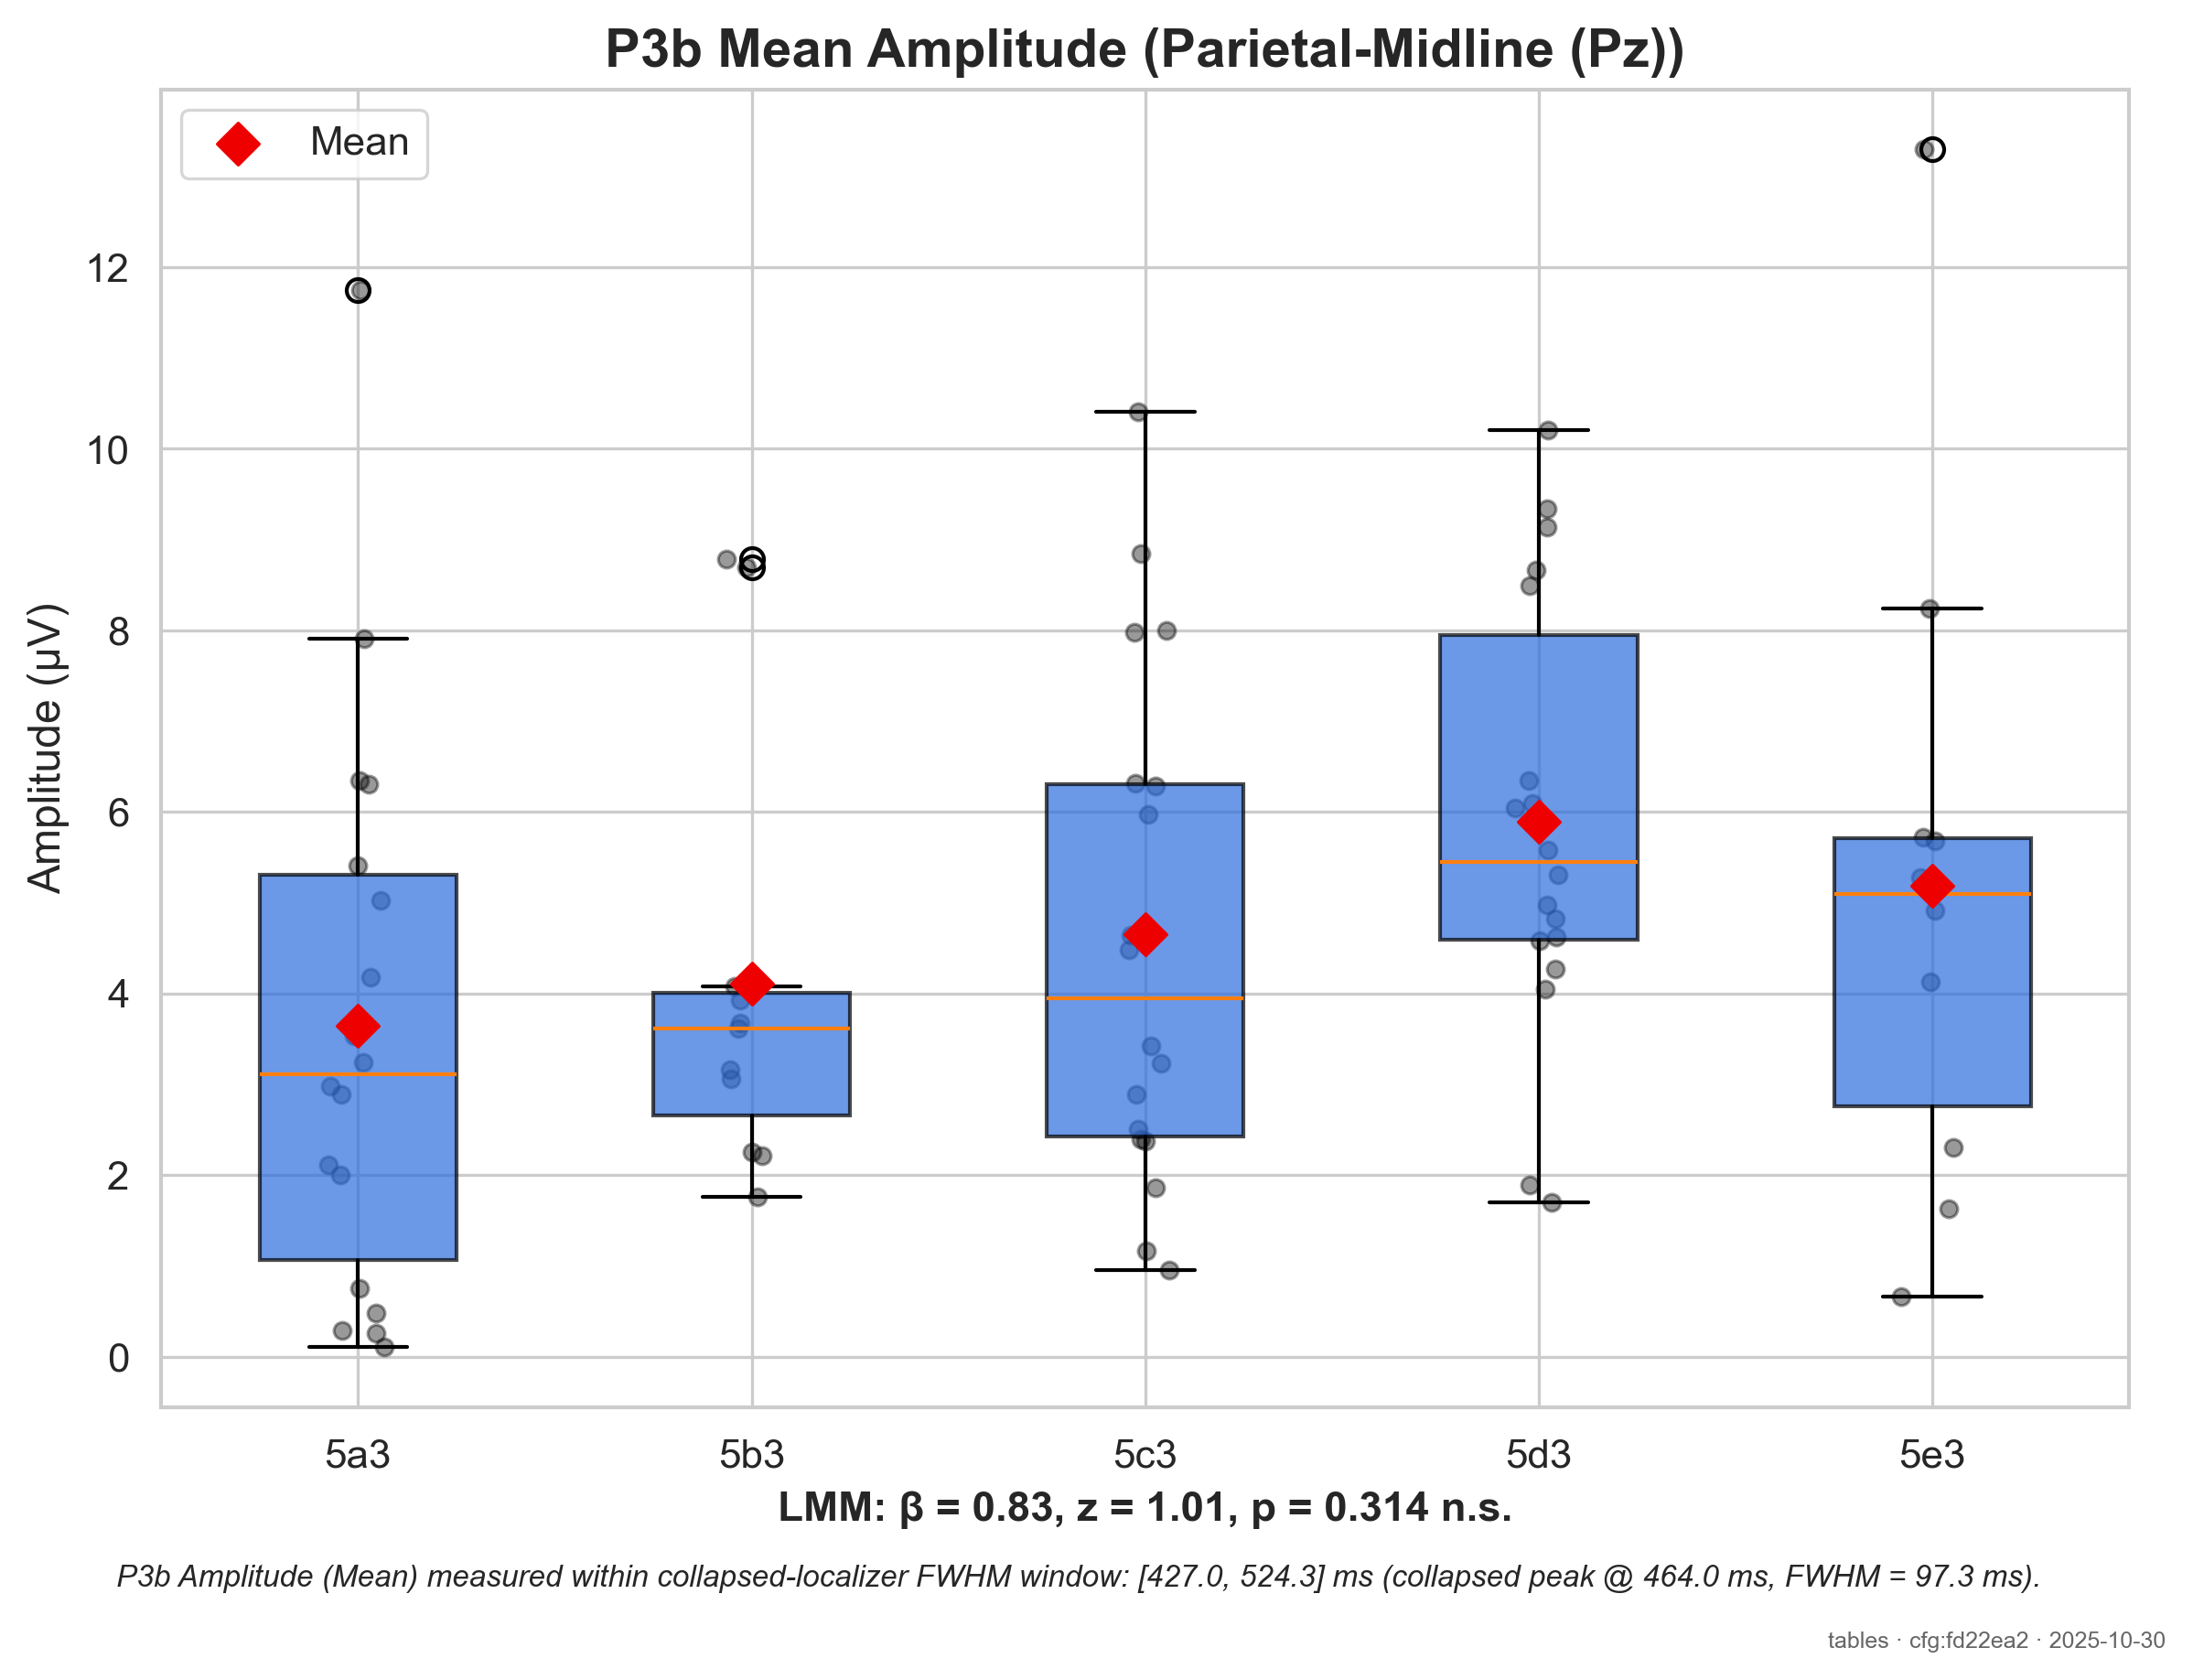 P3b Mean Amplitude (Parietal-Midline (Pz))
Mean
Amplitude (μV)
12
10
8
6
4
2
0
5a3 5b3 5c3 5d3 5e3
LMM: β = 0.83, z = 1.01, p = 0.314 n.s.
P3b Amplitude (Mean) measured within collapsed-localizer FWHM window: [427.0, 524.3] ms (collapsed peak @ 464.0 ms, FWHM = 97.3 ms).
tables · cfg:fd22ea2 · 2025-10-30